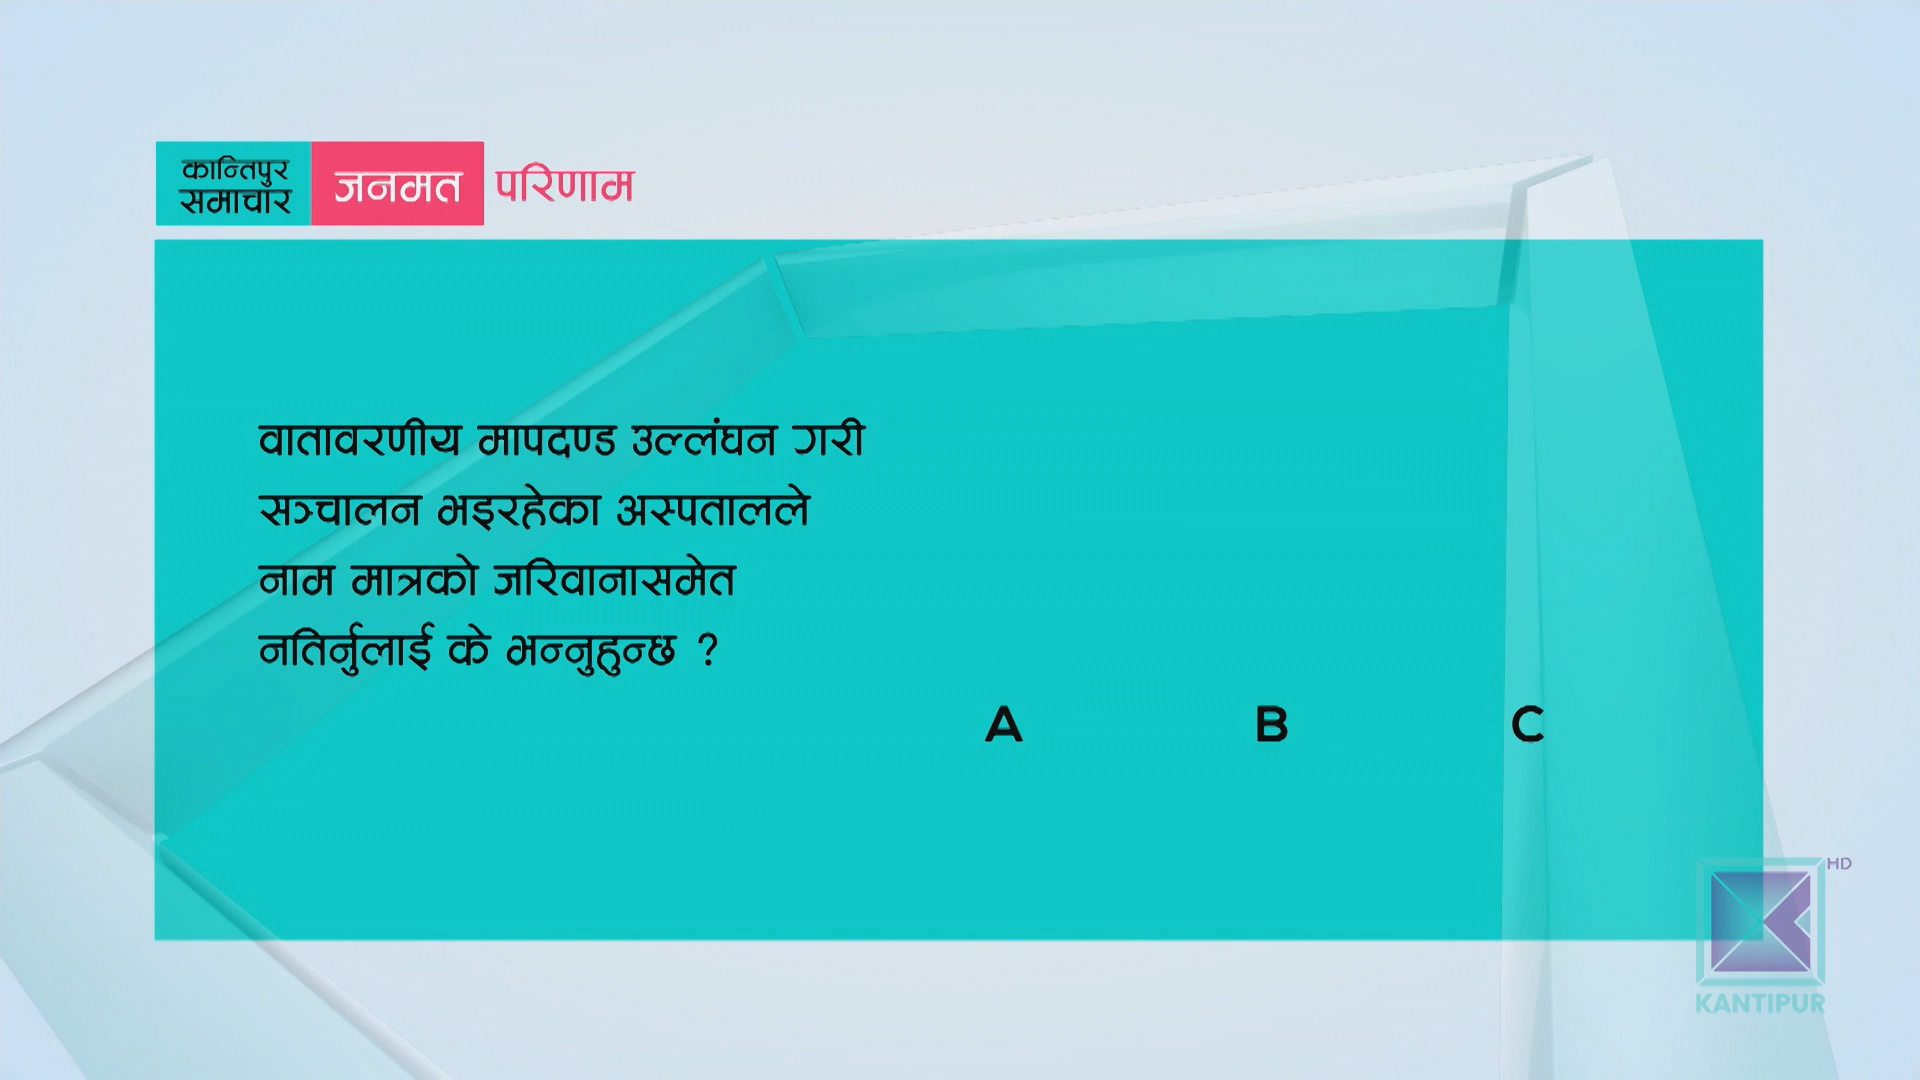 कान्तिपुर
समाचार
जनमत परिणाम
वातावरणीय मापदण्ड उल्लंघन गरी
सञ्चालन भइरहेका अस्पतालले
नाम मात्रको जरिवानासमेत
नतिर्नुलाई के भन्नुहुन्छ ?
A B C
HD
KANTIPUR